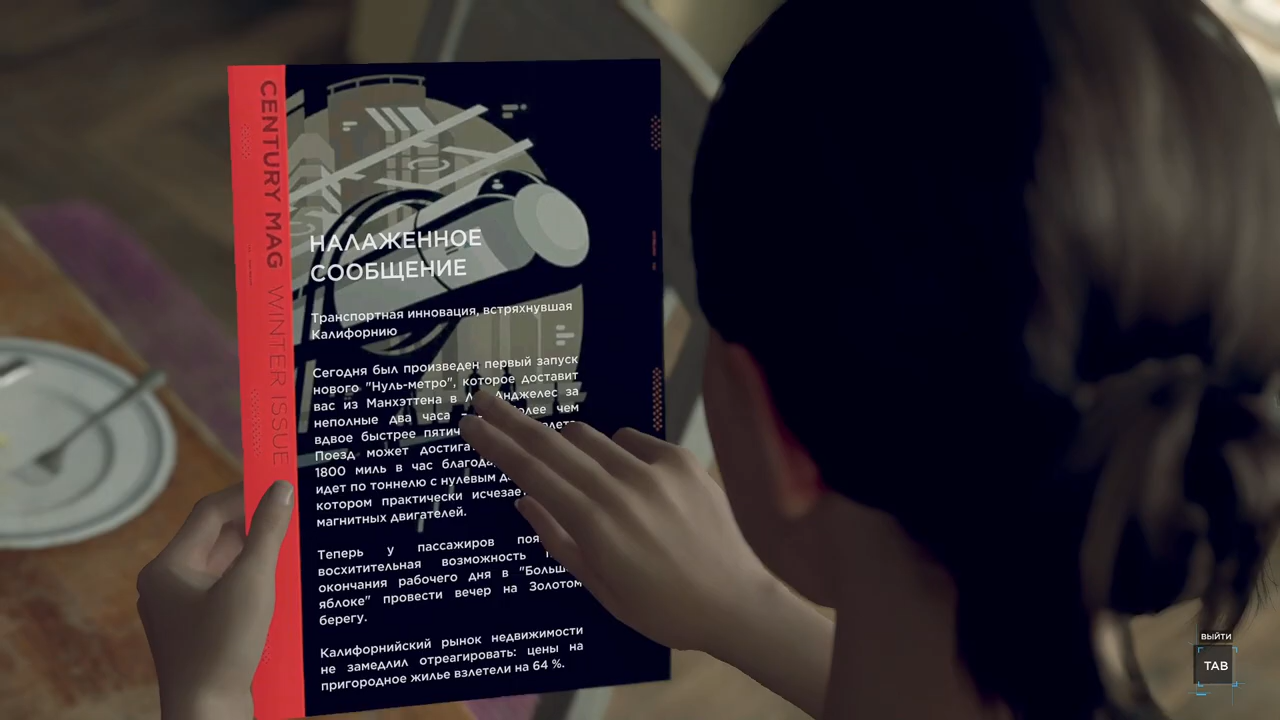 CENTURY MAG WINTER ISSUE
НАЛАЖЕННОЕ
СООБЩЕНИЕ
Транспортная инновация, встряхнувшая
Калифорнию
Сегодня был произведен первый запуск
нового "Нуль-метро", которое доставит
вас из Манхэттена в Анджелес за
неполные два часа чем
вдвое быстрее
Поезд может
1800 миль в час
идет по тоннелю с нулевым
котором практически
магнитных двигателей.
Теперь у пассажиров
восхитительная возможность
окончания рабочего дня в
яблоке" провести вечер на Золотом
берегу.
Калифорнийский рынок недвижимости
не замедлил отреагировать: цены на
пригородное жилье взлетели на 64 %.
ВЫЙТИ
TAB